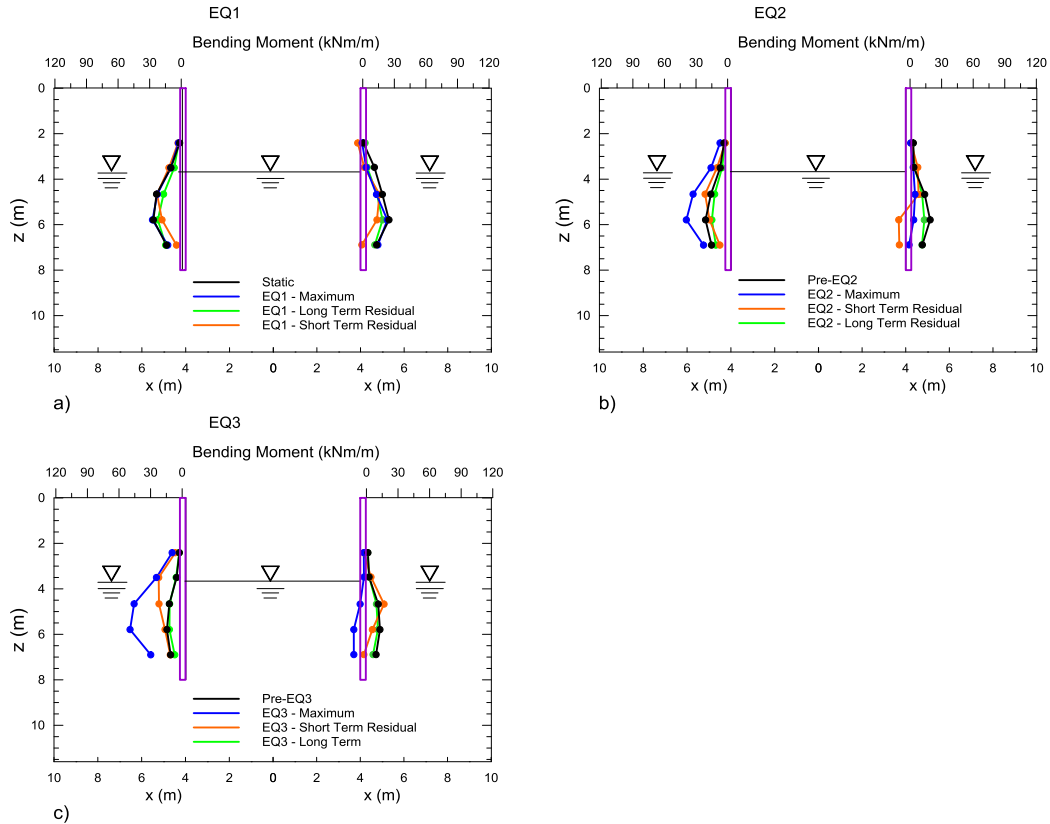 EQ1
Bending Moment (kNm/m)
120 90 60 30 0 0 30 60 90 120
0
2
4
6
8
10
z (m)
Static
EQ1 - Maximum
EQ1 - Long Term Residual
EQ1 - Short Term Residual
10 8 6 4 2 0 0 2 4 6 8 10
x (m) x (m)
a)
EQ2
Bending Moment (kNm/m)
120 90 60 30 0 0 30 60 90 120
0
2
4
6
8
10
z (m)
Pre-EQ2
EQ2 - Maximum
EQ2 - Short Term Residual
EQ2 - Long Term Residual
10 8 6 4 2 0 0 2 4 6 8 10
x (m) x (m)
b)
EQ3
Bending Moment (kNm/m)
120 90 60 30 0 0 30 60 90 120
0
2
4
6
8
10
z (m)
Pre-EQ3
EQ3 - Maximum
EQ3 - Short Term Residual
EQ3 - Long Term
10 8 6 4 2 0 0 2 4 6 8 10
x (m) x (m)
c)